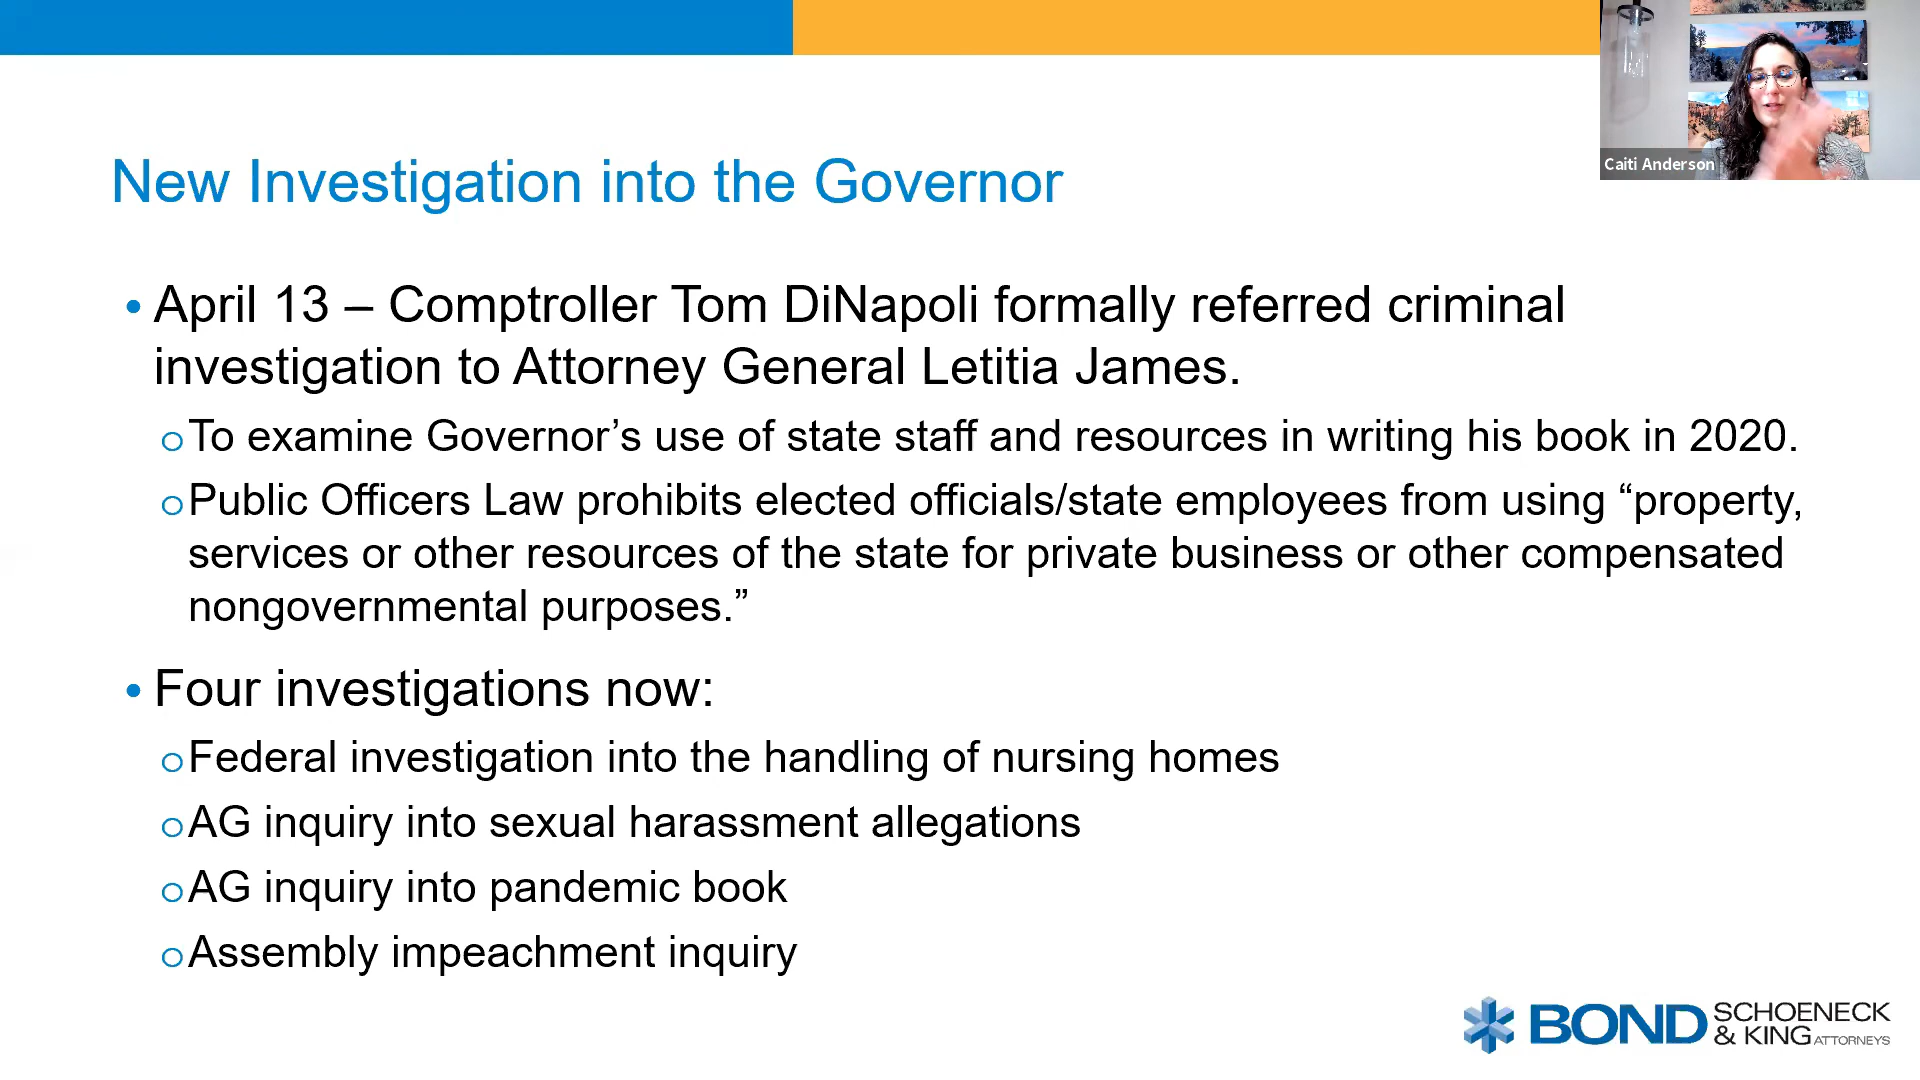 Caiti Anderson
New Investigation into the Governor
• April 13 – Comptroller Tom DiNapoli formally referred criminal
investigation to Attorney General Letitia James.
o To examine Governor’s use of state staff and resources in writing his book in 2020.
o Public Officers Law prohibits elected officials/state employees from using “property,
services or other resources of the state for private business or other compensated
nongovernmental purposes.”
• Four investigations now:
o Federal investigation into the handling of nursing homes
o AG inquiry into sexual harassment allegations
o AG inquiry into pandemic book
o Assembly impeachment inquiry
BOND SCHOENECK
& KING ATTORNEYS